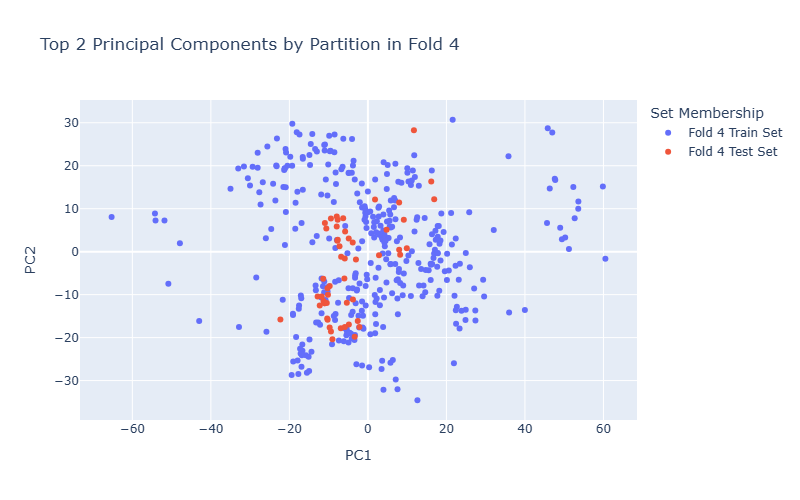 Top 2 Principal Components by Partition in Fold 4
Set Membership
Fold 4 Train Set
Fold 4 Test Set
30
20
10
0
−10
−20
−30
PC2
−60
−40
−20
0
20
40
60
PC1